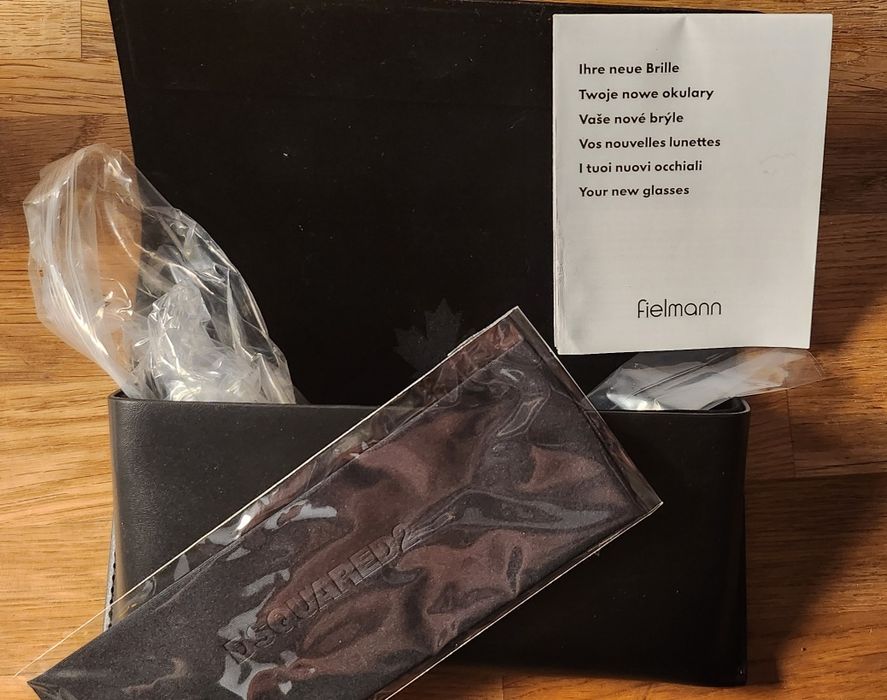 Ihre neue Brille
Twoje nowe okulary
Vaše nové brýle
Vos nouvelles lunettes
I tuoi nuovi occhiali
Your new glasses
fielmann
DSQUARED2